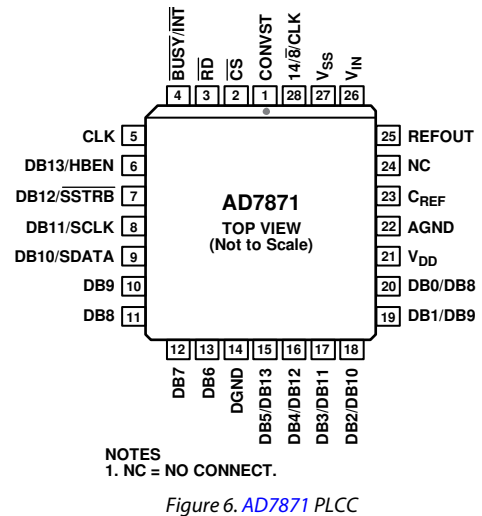 BUSY/INT
RD
CS
CONVST
14/8/CLK
VSS
VIN
4 3 2 1 28 27 26
CLK 5
DB13/HBEN 6
DB12/SSTRB 7
DB11/SCLK 8
DB10/SDATA 9
DB9 10
DB8 11
AD7871
TOP VIEW
(Not to Scale)
25 REFOUT
24 NC
23 CREF
22 AGND
21 VDD
20 DB0/DB8
19 DB1/DB9
12 13 14 15 16 17 18
DB7
DB6
DGND
DB5/DB13
DB4/DB12
DB3/DB11
DB2/DB10
NOTES
1. NC = NO CONNECT.
Figure 6. AD7871 PLCC